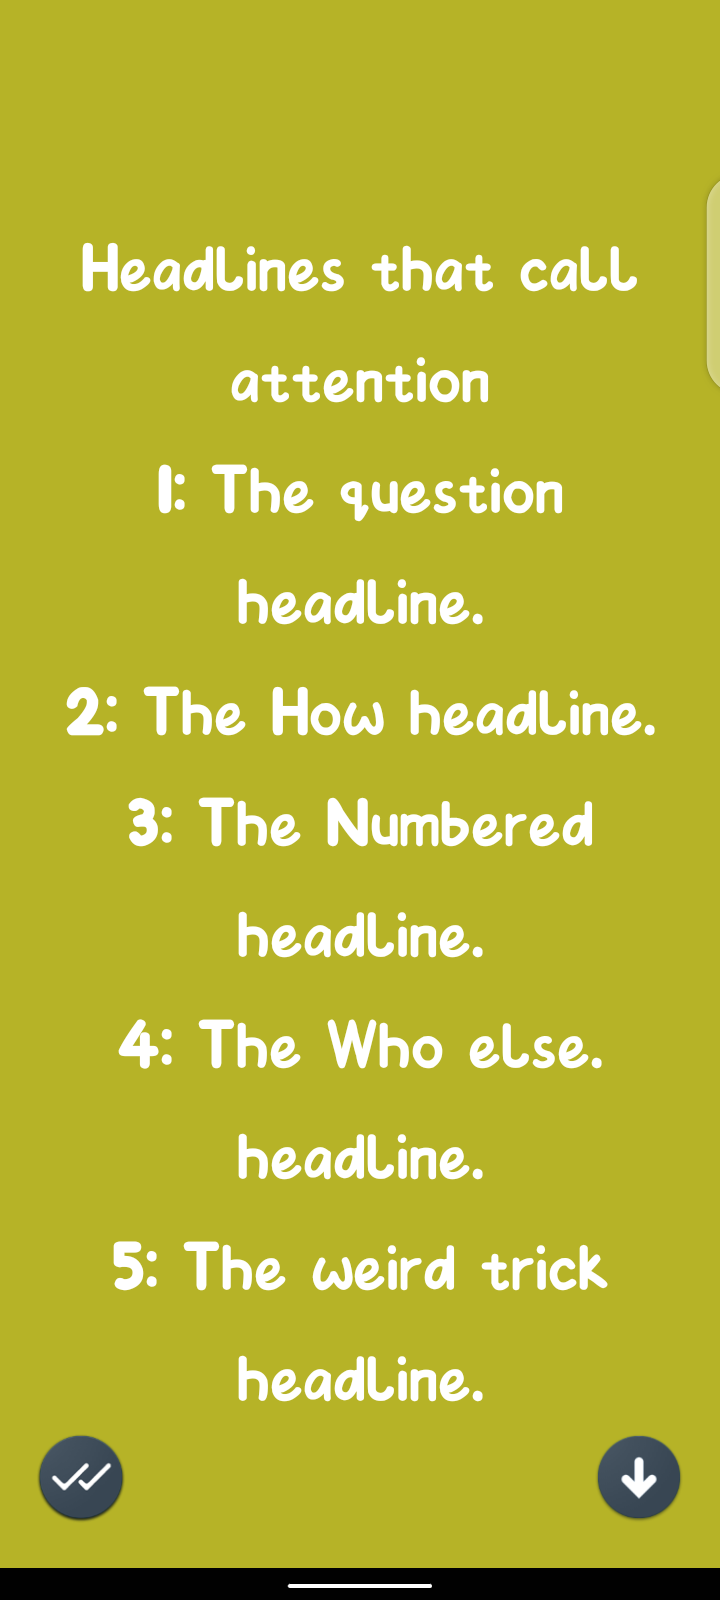 Headlines that call
attention
1: The question
headline.
2: The How headline.
3: The Numbered
headline.
4: The Who else.
headline.
5: The weird trick
headline.